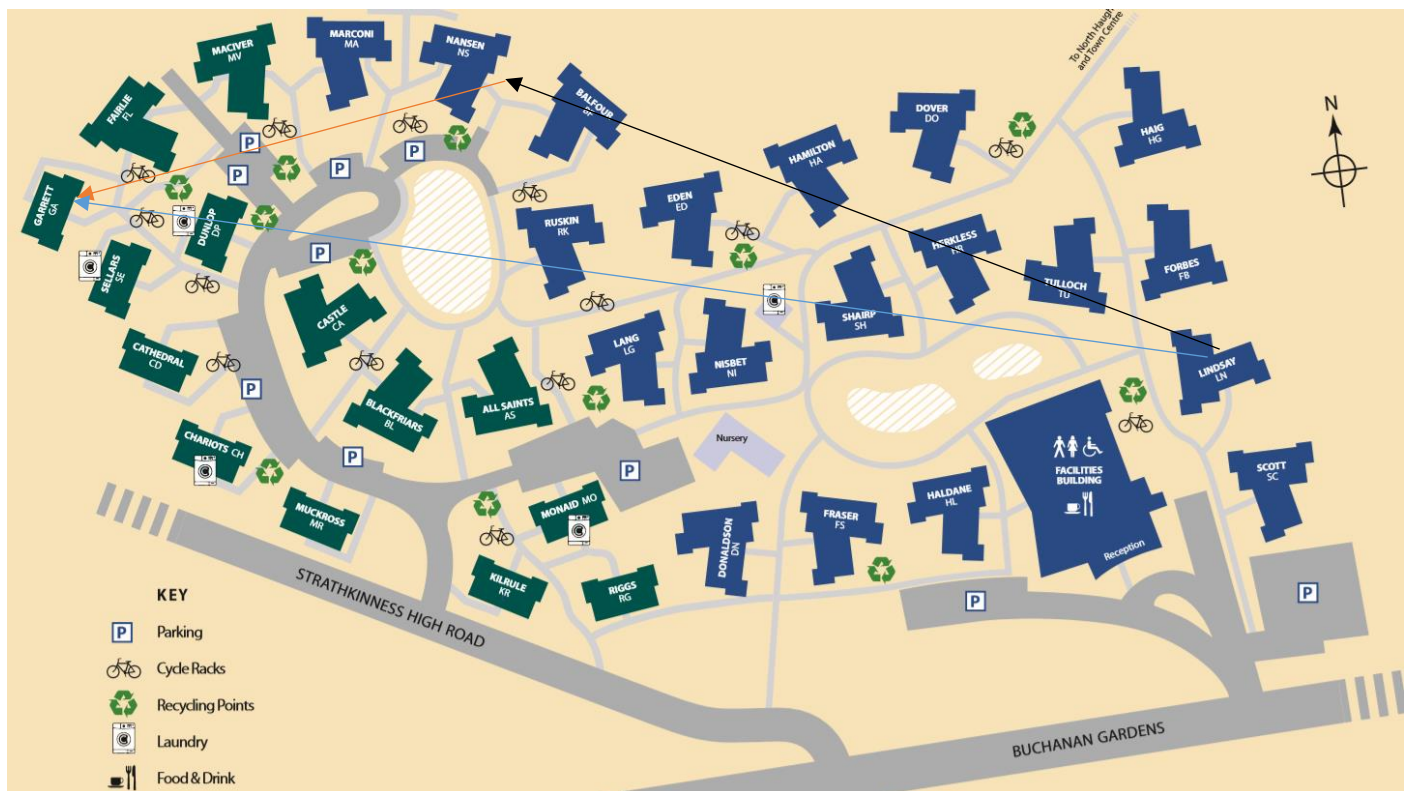 MARCONI
MA
NANSEN
NS
MACIVER
MV
To North Haugh
and Town Centre
BALFOUR
BF
FAIRLIE
FL
P
DOVER
DO
HAIG
HG
N
HAMILTON
HA
P
P
P
GARRETT
GA
DUNLOP
DP
EDEN
ED
RUSKIN
RK
P
HERKLESS
HR
FORBES
FB
SELLARS
SE
TULLOCH
TU
CASTLE
CA
SHAIRP
SH
LANG
LG
CATHEDRAL
CD
NISBET
NI
LINDSAY
LN
P
BLACKFRIARS
BL
ALL SAINTS
AS
CHARIOTS CH
P
Nursery
P
FACILITIES
BUILDING
SCOTT
SC
HALDANE
HL
MUCKROSS
MR
MONAID MO
FRASER
FS
DONALDSON
DN
Reception
KILRULE
KR
RIGGS
RG
P
P
STRATHKINNESS HIGH ROAD
BUCHANAN GARDENS
KEY
P Parking
Cycle Racks
Recycling Points
Laundry
Food & Drink